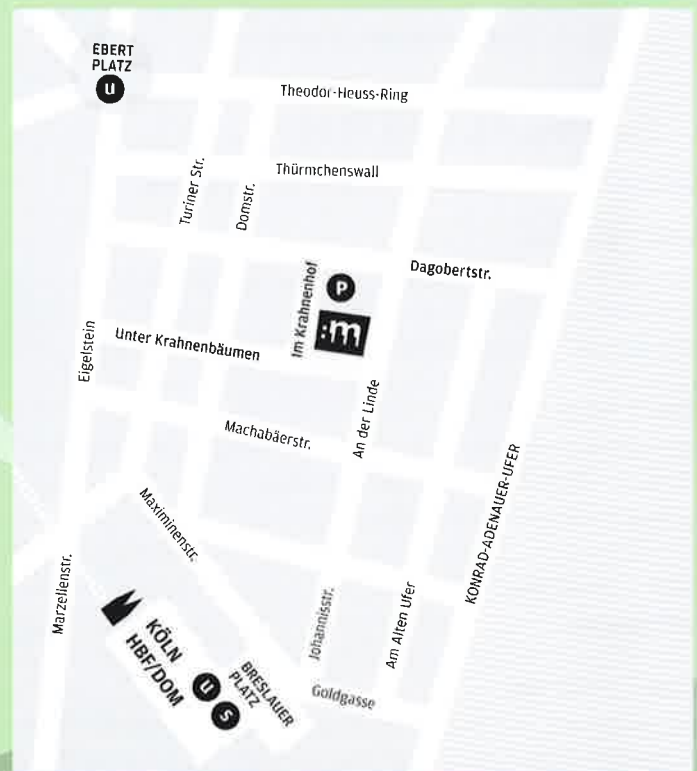 EBERT
PLATZ
U
Theodor-Heuss-Ring
Thürmchenswall
Turiner Str.
Domstr.
Dagobertstr.
Im Krahnenhof
P
:m
Unter Krahnenbäumen
Eigelstein
An der Linde
Machabäerstr.
KONRAD-ADENAUER-UFER
Maximinenstr.
Marzellenstr.
Johannisstr.
Am Alten Ufer
KÖLN
HBF/DOM
U
S
BRESLAUER
PLATZ
Goldgasse